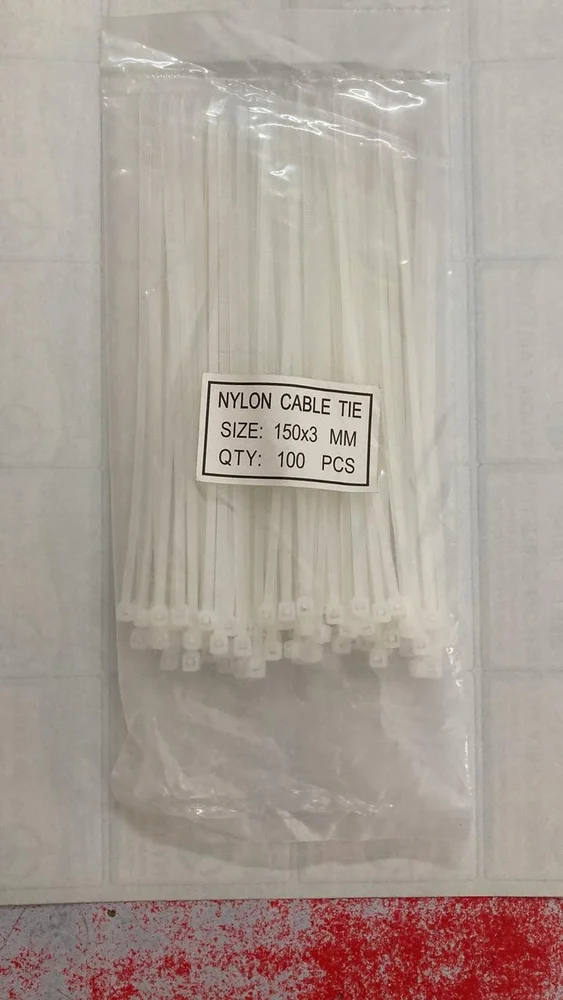 NYLON CABLE TIE
SIZE: 150x3 MM
QTY: 100 PCS